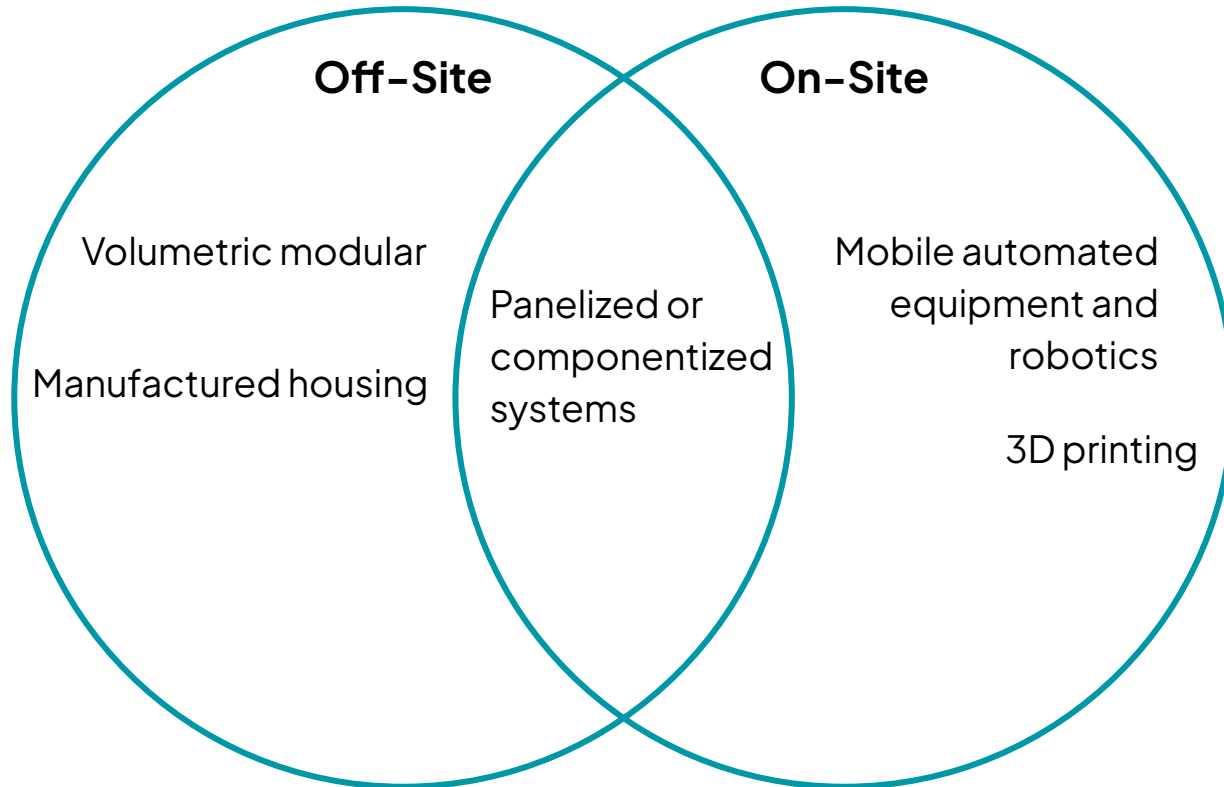 Off-Site
On-Site
Volumetric modular
Manufactured housing
Panelized or
componentized
systems
Mobile automated
equipment and
robotics
3D printing